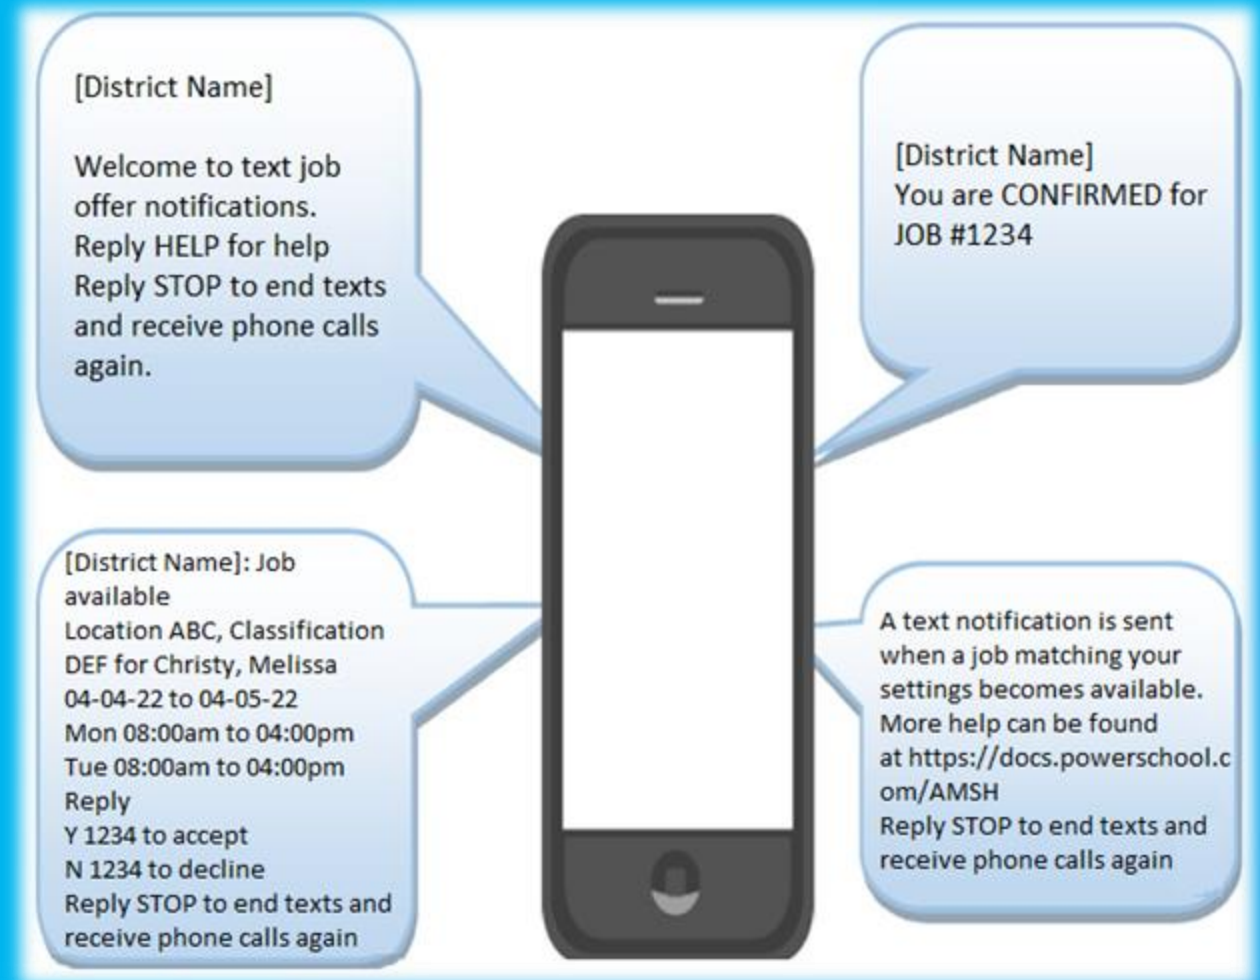 [District Name]
Welcome to text job
offer notifications.
Reply HELP for help
Reply STOP to end texts
and receive phone calls
again.
[District Name]
You are CONFIRMED for
JOB #1234
[District Name]: Job
available
Location ABC, Classification
DEF for Christy, Melissa
04-04-22 to 04-05-22
Mon 08:00am to 04:00pm
Tue 08:00am to 04:00pm
Reply
Y 1234 to accept
N 1234 to decline
Reply STOP to end texts and
receive phone calls again
A text notification is sent
when a job matching your
settings becomes available.
More help can be found
at https://docs.powerschool.c
om/AMSH
Reply STOP to end texts and
receive phone calls again